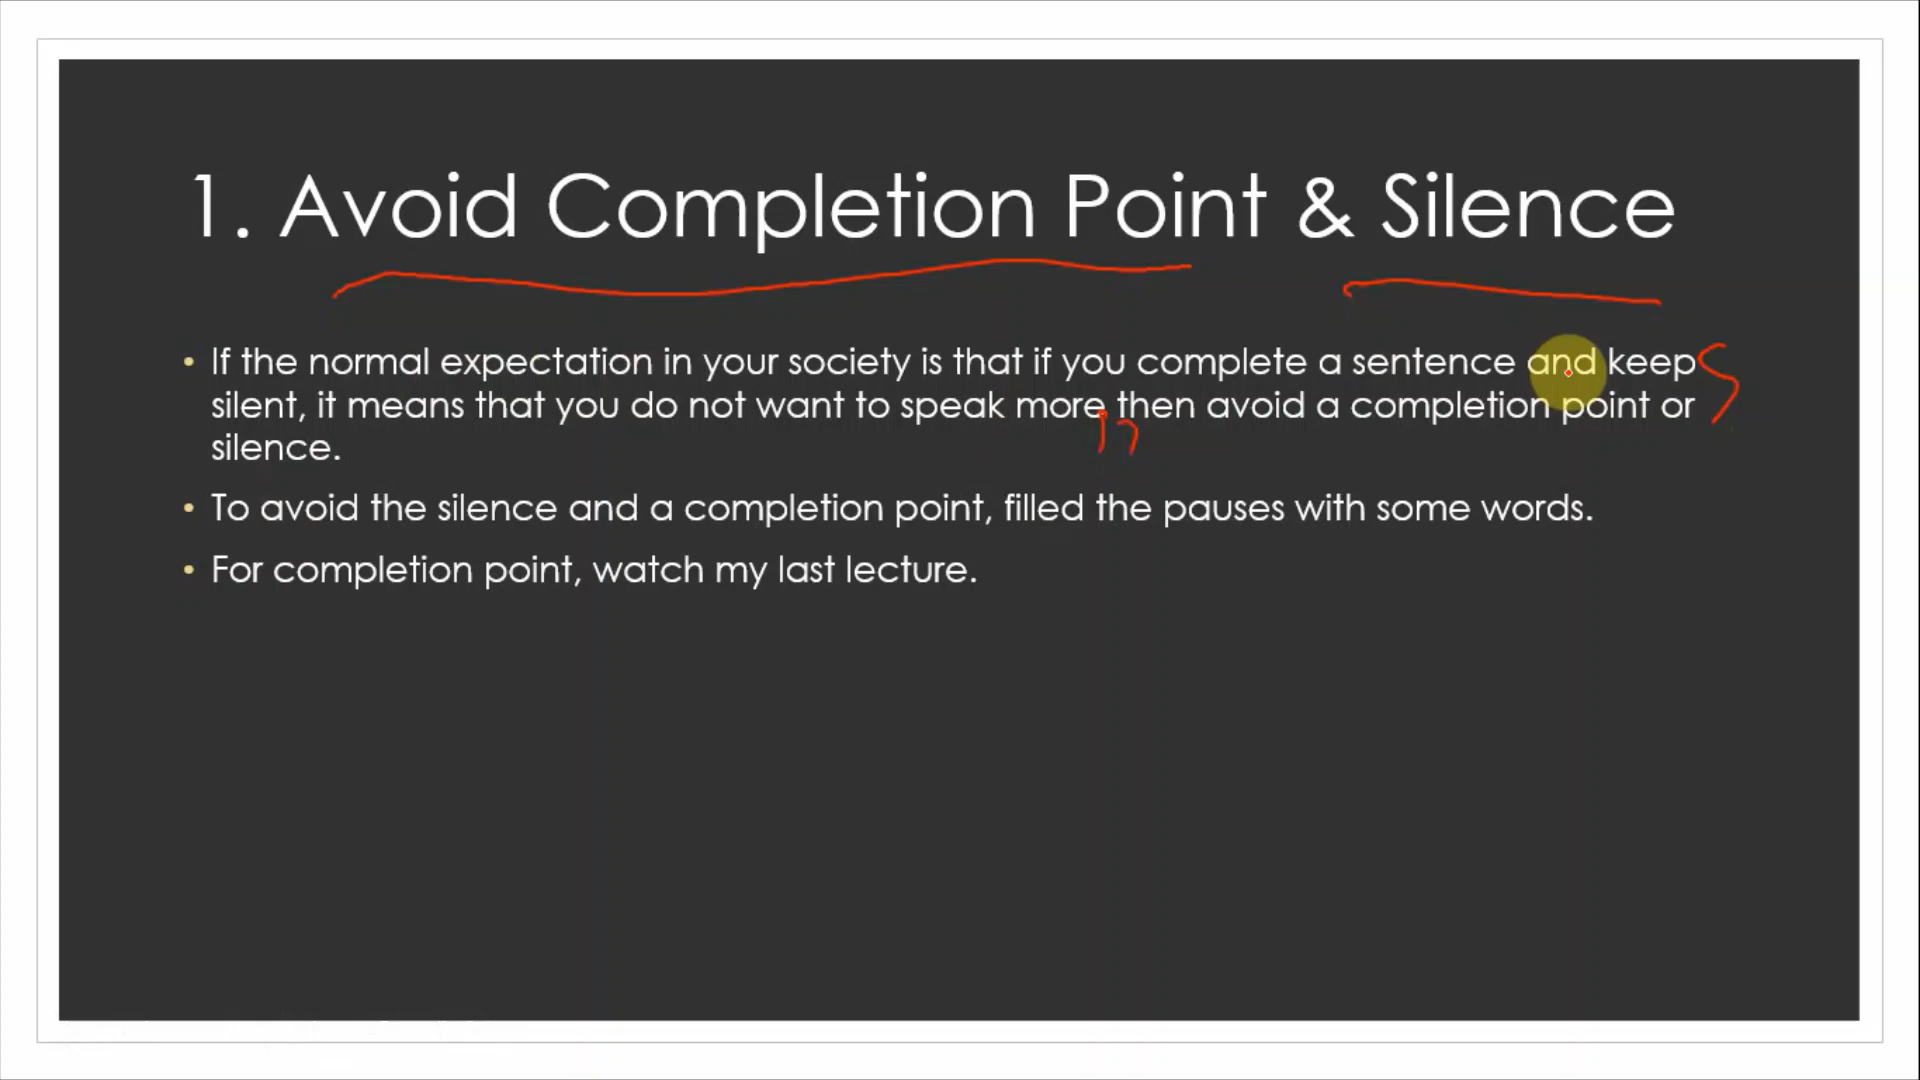 1. Avoid Completion Point & Silence
• If the normal expectation in your society is that if you complete a sentence and keep
silent, it means that you do not want to speak more then avoid a completion point or
silence.
• To avoid the silence and a completion point, filled the pauses with some words.
• For completion point, watch my last lecture.